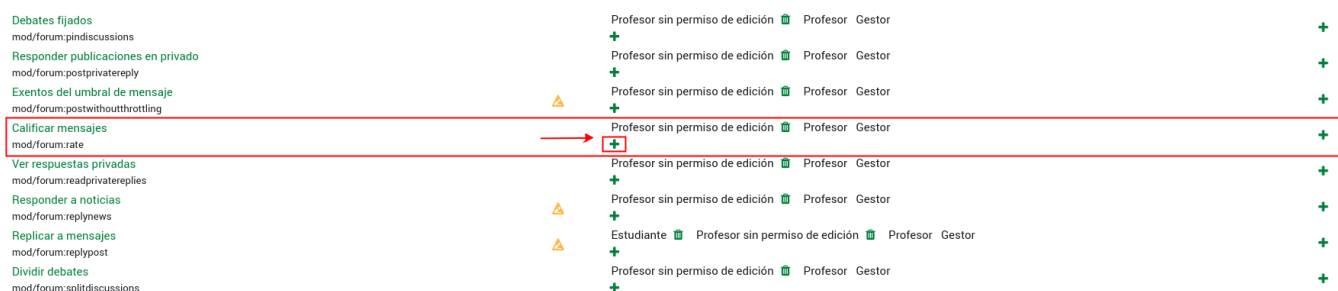 Debates fijados Profesor sin permiso de edición Profesor Gestor
mod/forum:pindiscussions
Responder publicaciones en privado Profesor sin permiso de edición Profesor Gestor
mod/forum:postprivatereply
Exentos del umbral de mensaje Profesor sin permiso de edición Profesor Gestor
mod/forum:postwithoutthrottling
Calificar mensajes Profesor sin permiso de edición Profesor Gestor
mod/forum:rate
Ver respuestas privadas Profesor sin permiso de edición Profesor Gestor
mod/forum:readprivatereplies
Responder a noticias Profesor sin permiso de edición Profesor Gestor
mod/forum:replynews
Replicar a mensajes Estudiante Profesor sin permiso de edición Profesor Gestor
mod/forum:replypost
Dividir debates Profesor sin permiso de edición Profesor Gestor
mod/forum:splitdiscussions